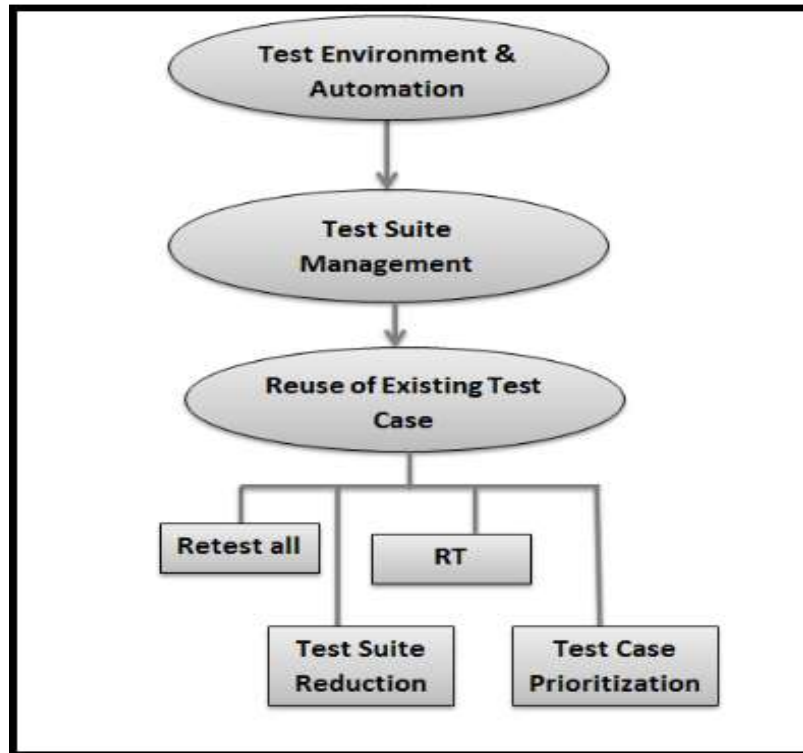 Test Environment &
Automation
Test Suite
Management
Reuse of Existing Test
Case
Retest all
RT
Test Suite
Reduction
Test Case
Prioritization